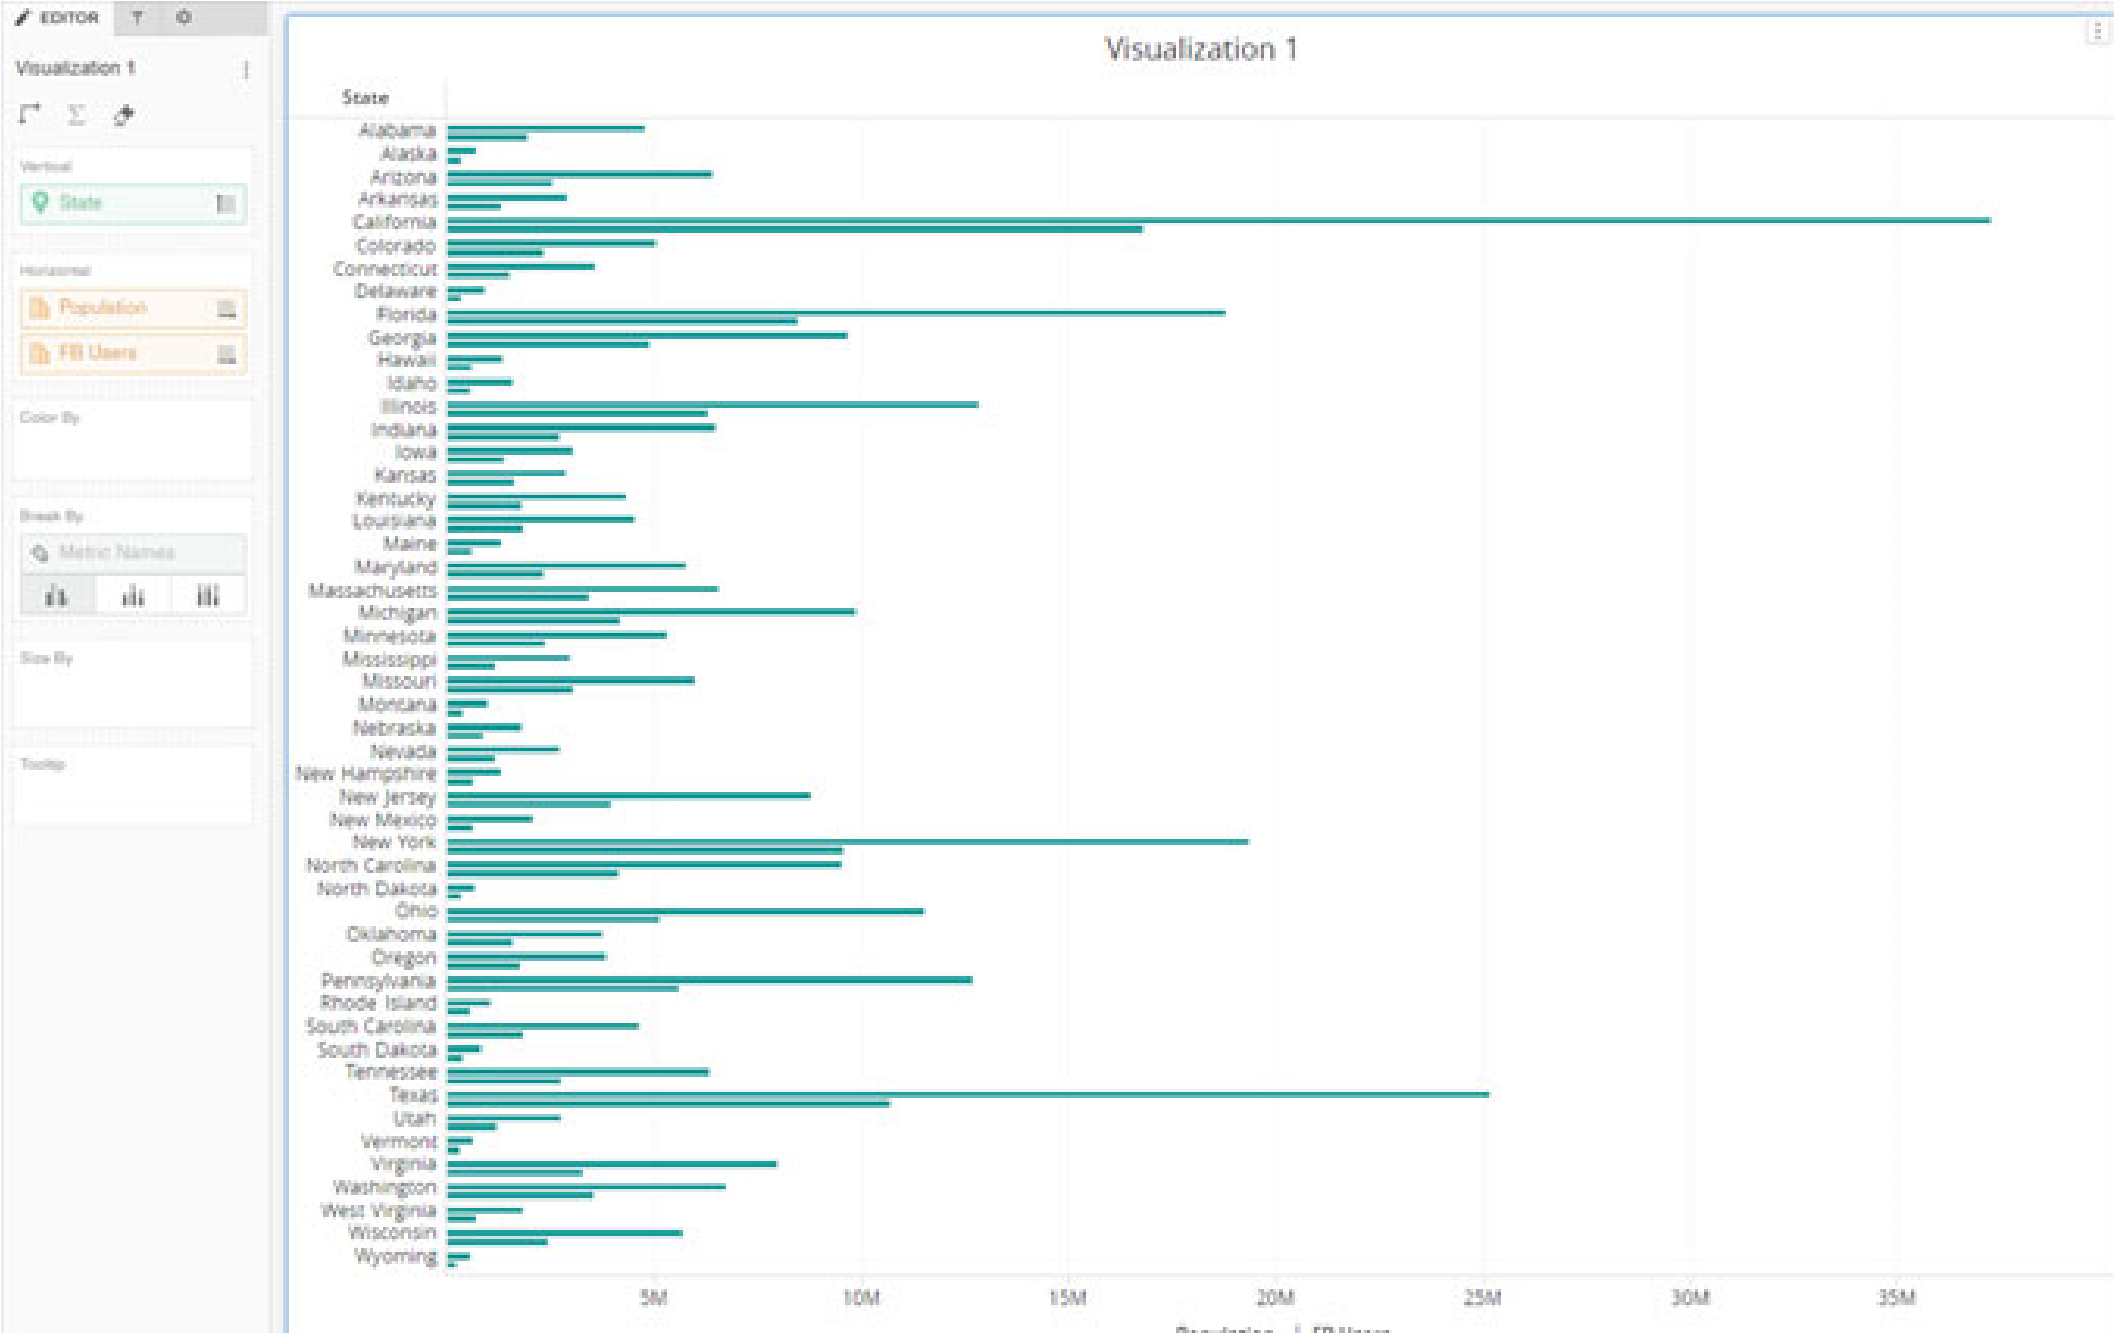 EDITOR
Visualization 1
Vertical
State
Horizontal
Population
FB Users
Color By
Break By
Metric Names
Size By
Tooltip
Visualization 1
State
Alabama
Alaska
Arizona
Arkansas
California
Colorado
Connecticut
Delaware
Florida
Georgia
Hawaii
Idaho
Illinois
Indiana
Iowa
Kansas
Kentucky
Louisiana
Maine
Maryland
Massachusetts
Michigan
Minnesota
Mississippi
Missouri
Montana
Nebraska
Nevada
New Hampshire
New Jersey
New Mexico
New York
North Carolina
North Dakota
Ohio
Oklahoma
Oregon
Pennsylvania
Rhode Island
South Carolina
South Dakota
Tennessee
Texas
Utah
Vermont
Virginia
Washington
West Virginia
Wisconsin
Wyoming
5M 10M 15M 20M 25M 30M 35M
Population | FB Users